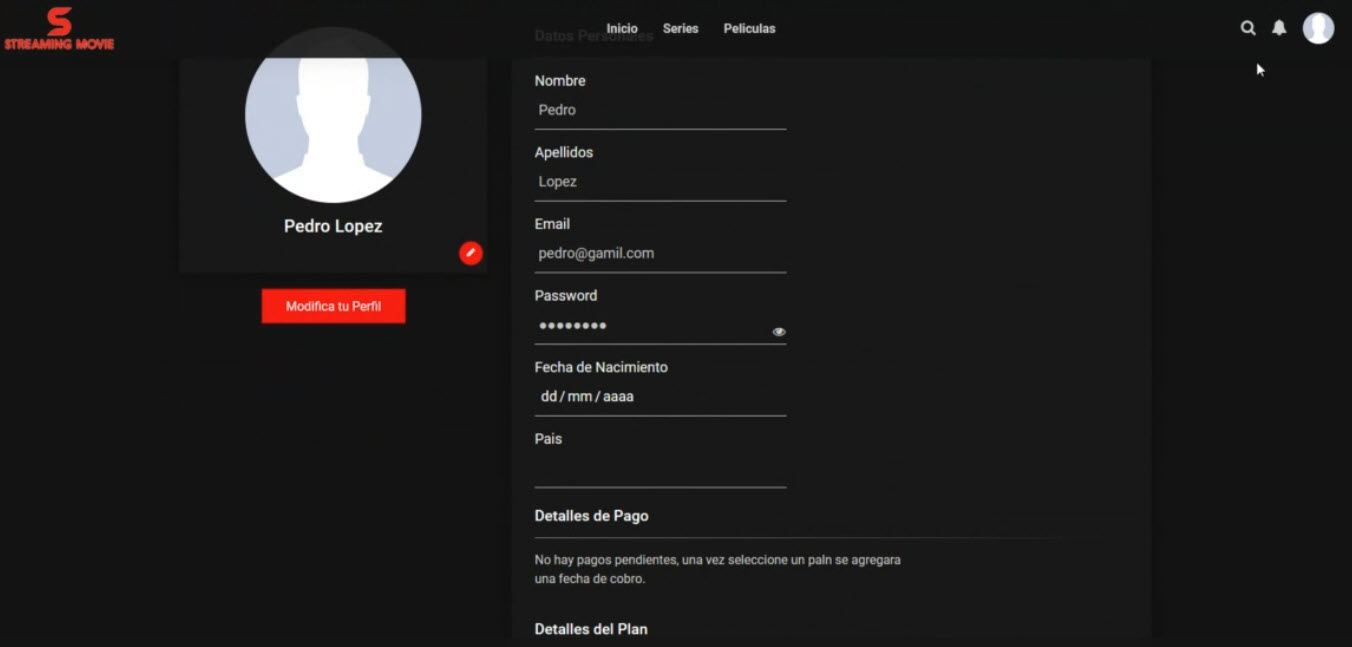 S
STREAMING MOVIE
Inicio Series Peliculas
Datos Personales
Pedro Lopez
Modifica tu Perfil
Nombre
Pedro
Apellidos
Lopez
Email
pedro@gamil.com
Password
••••••••
Fecha de Nacimiento
dd/mm/aaaa
Pais
Detalles de Pago
No hay pagos pendientes, una vez seleccione un paln se agregara
una fecha de cobro.
Detalles del Plan